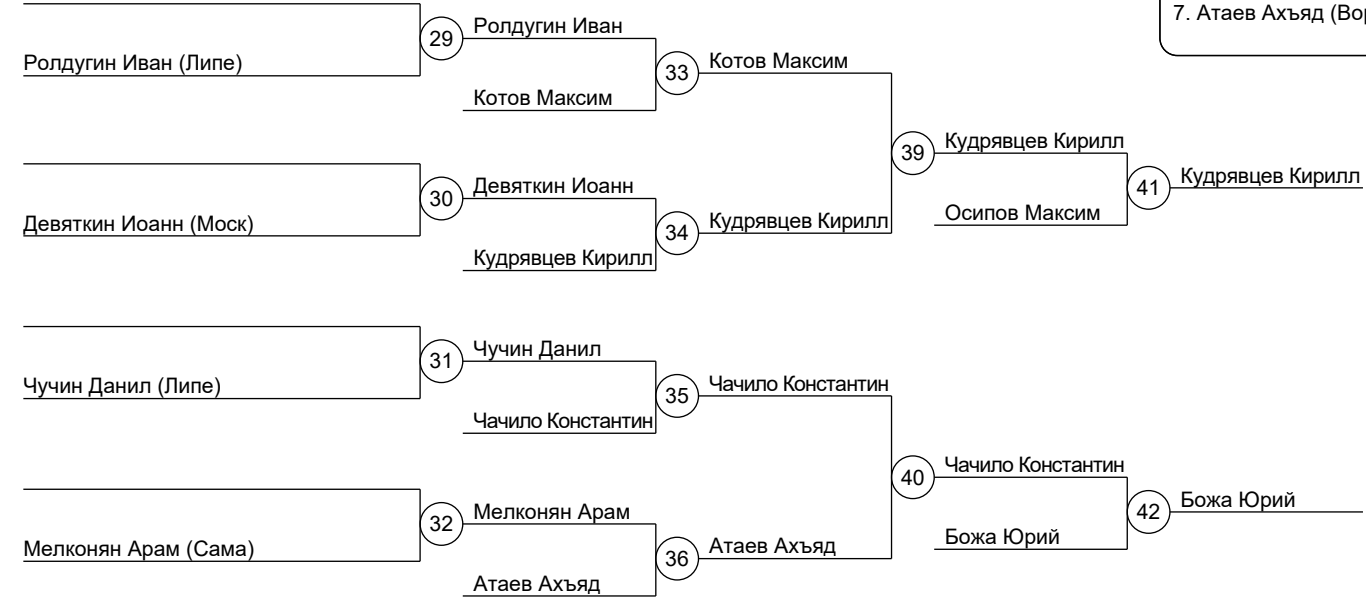 7. Атаев Ахъяд (Вор
Ролдугин Иван
29
Ролдугин Иван (Липе)
Котов Максим
33
Котов Максим
Кудрявцев Кирилл
39
Девяткин Иоанн
30
Девяткин Иоанн (Моск)
Кудрявцев Кирилл
34
Кудрявцев Кирилл
Осипов Максим
41
Кудрявцев Кирилл
Чучин Данил
31
Чучин Данил (Липе)
Чачило Константин
35
Чачило Константин
Чачило Константин
40
Мелконян Арам
32
Мелконян Арам (Сама)
Атаев Ахъяд
36
Атаев Ахъяд
Божа Юрий
42
Божа Юрий